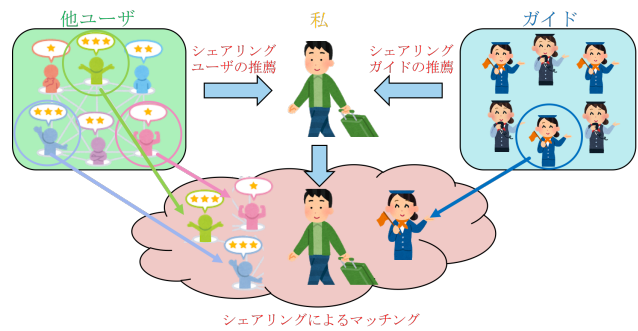 他ユーザ
私
ガイド
シェアリング
ユーザの推薦
シェアリング
ガイドの推薦
シェアリングによるマッチング